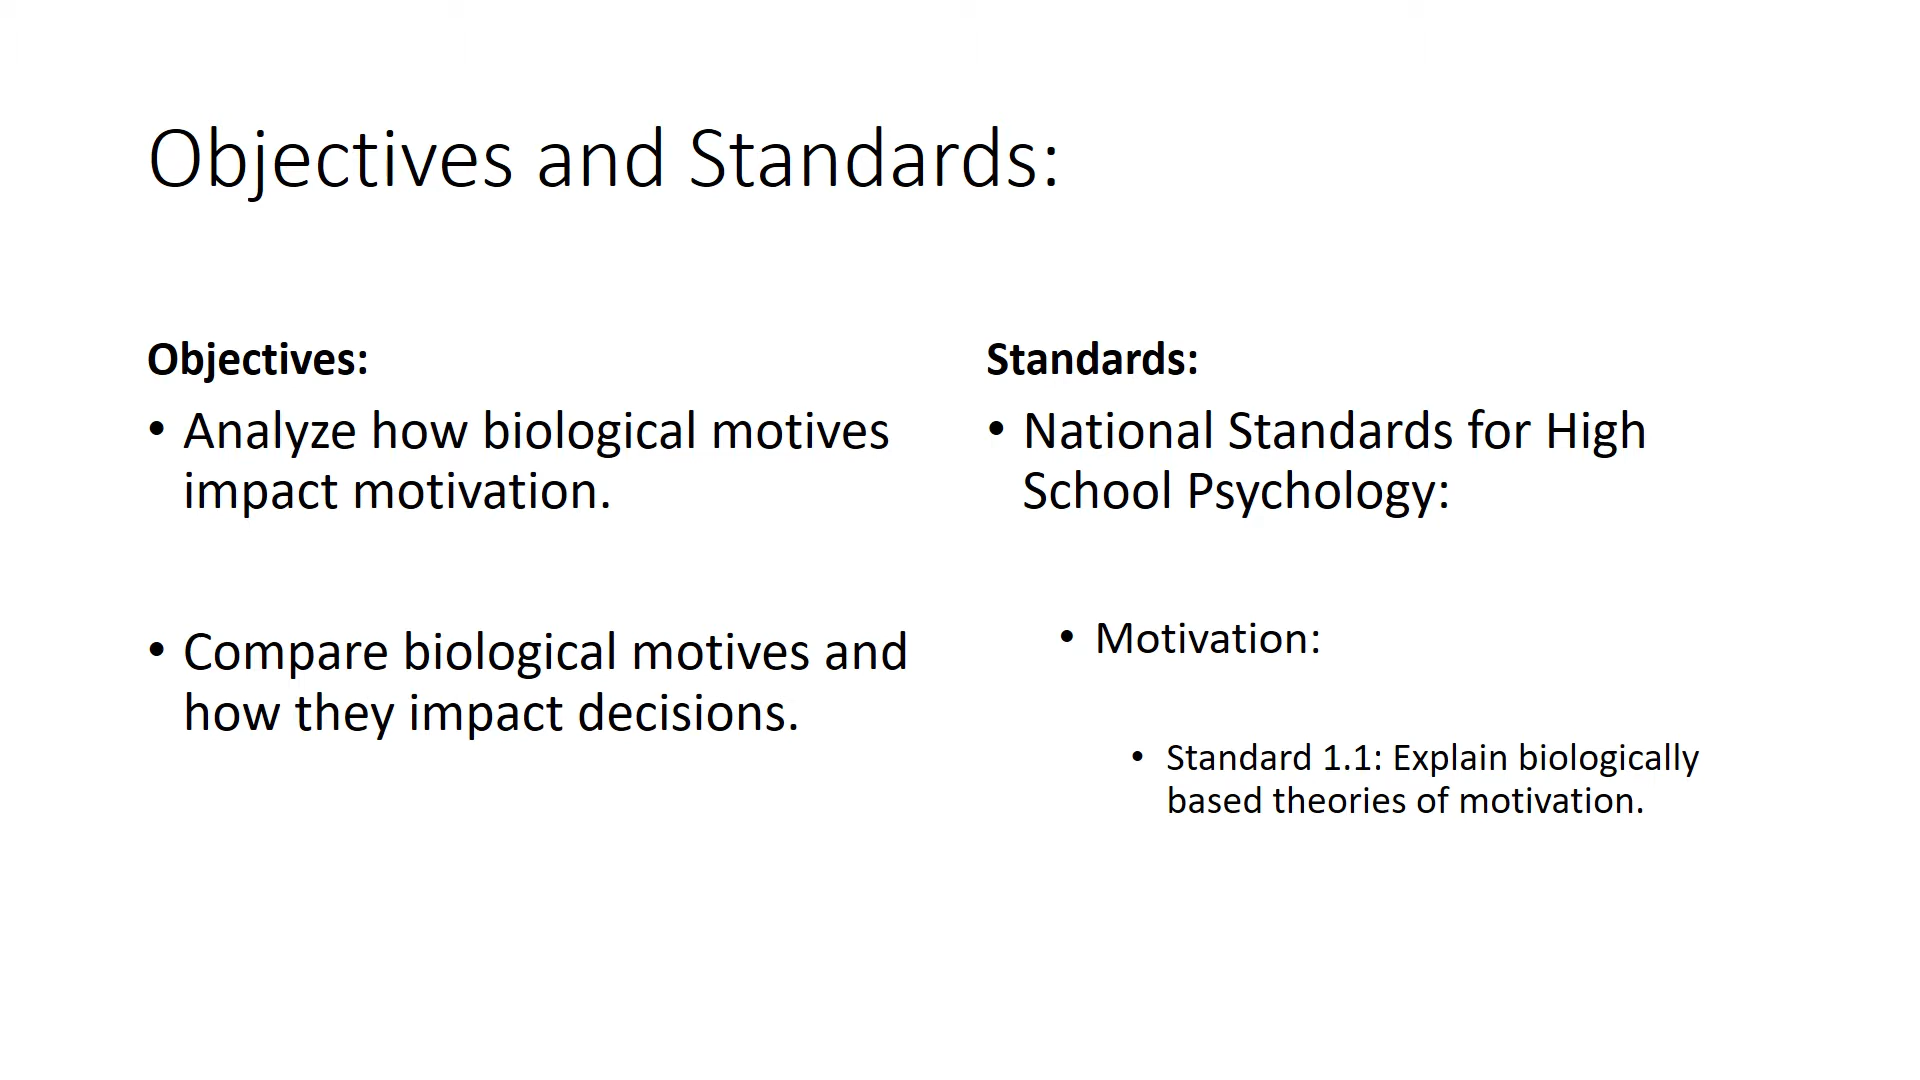 Objectives and Standards:
Objectives:
• Analyze how biological motives
impact motivation.
• Compare biological motives and
how they impact decisions.
Standards:
• National Standards for High
School Psychology:
• Motivation:
• Standard 1.1: Explain biologically
based theories of motivation.